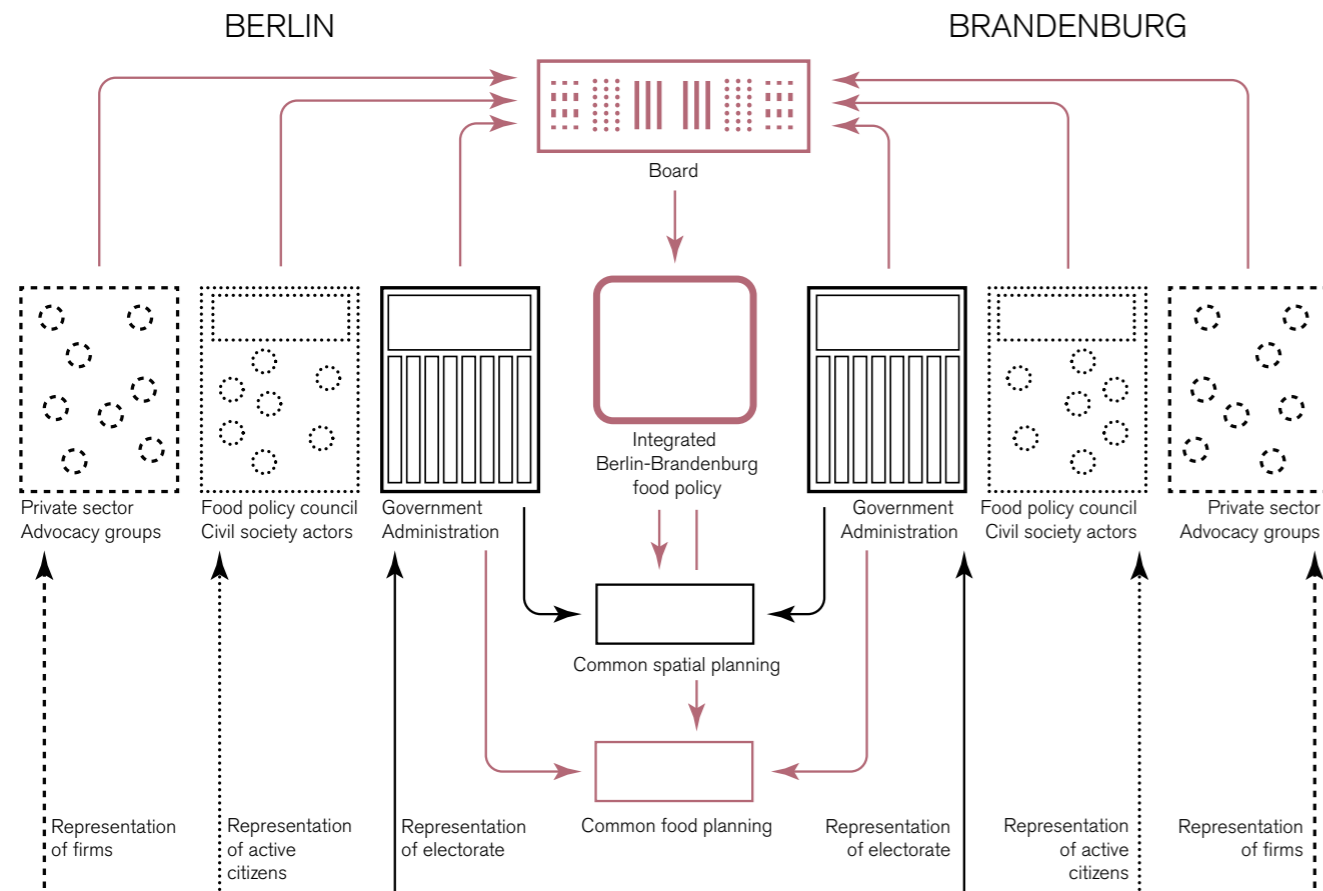 BERLIN
BRANDENBURG
Board
Integrated
Berlin-Brandenburg
food policy
Private sector
Advocacy groups
Food policy council
Civil society actors
Government
Administration
Government
Administration
Food policy council
Civil society actors
Private sector
Advocacy groups
Common spatial planning
Common food planning
Representation
of firms
Representation
of active
citizens
Representation
of electorate
Representation
of electorate
Representation
of active
citizens
Representation
of firms